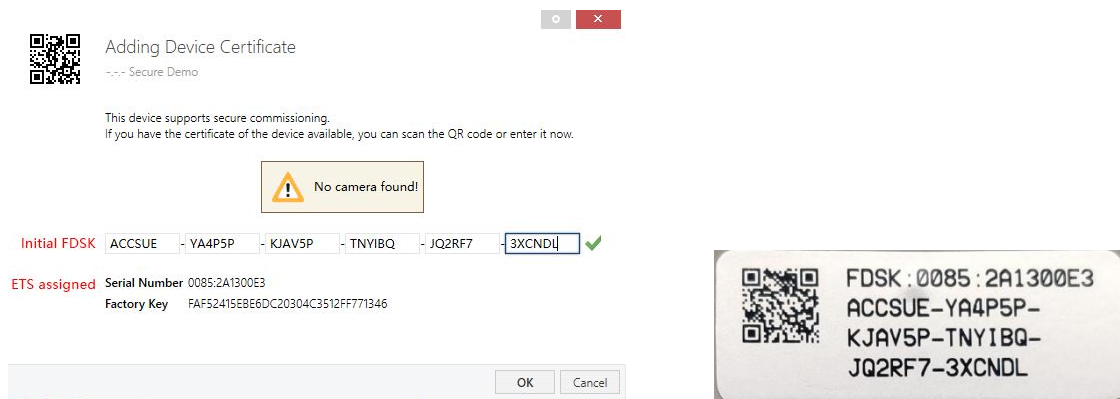 Adding Device Certificate
-.-.- Secure Demo
This device supports secure commissioning.
If you have the certificate of the device available, you can scan the QR code or enter it now.
No camera found!
Initial FDSK ACCSUE - YA4P5P - KJAV5P - TNYIBQ - JQ2RF7 - 3XCNDL
ETS assigned Serial Number 0085:2A1300E3
Factory Key FAF52415EBE6DC20304C3512FF771346
OK Cancel
FDSK:0085:2A1300E3
ACCSUE-YA4P5P-
KJAV5P-TNYIBQ-
JQ2RF7-3XCNDL